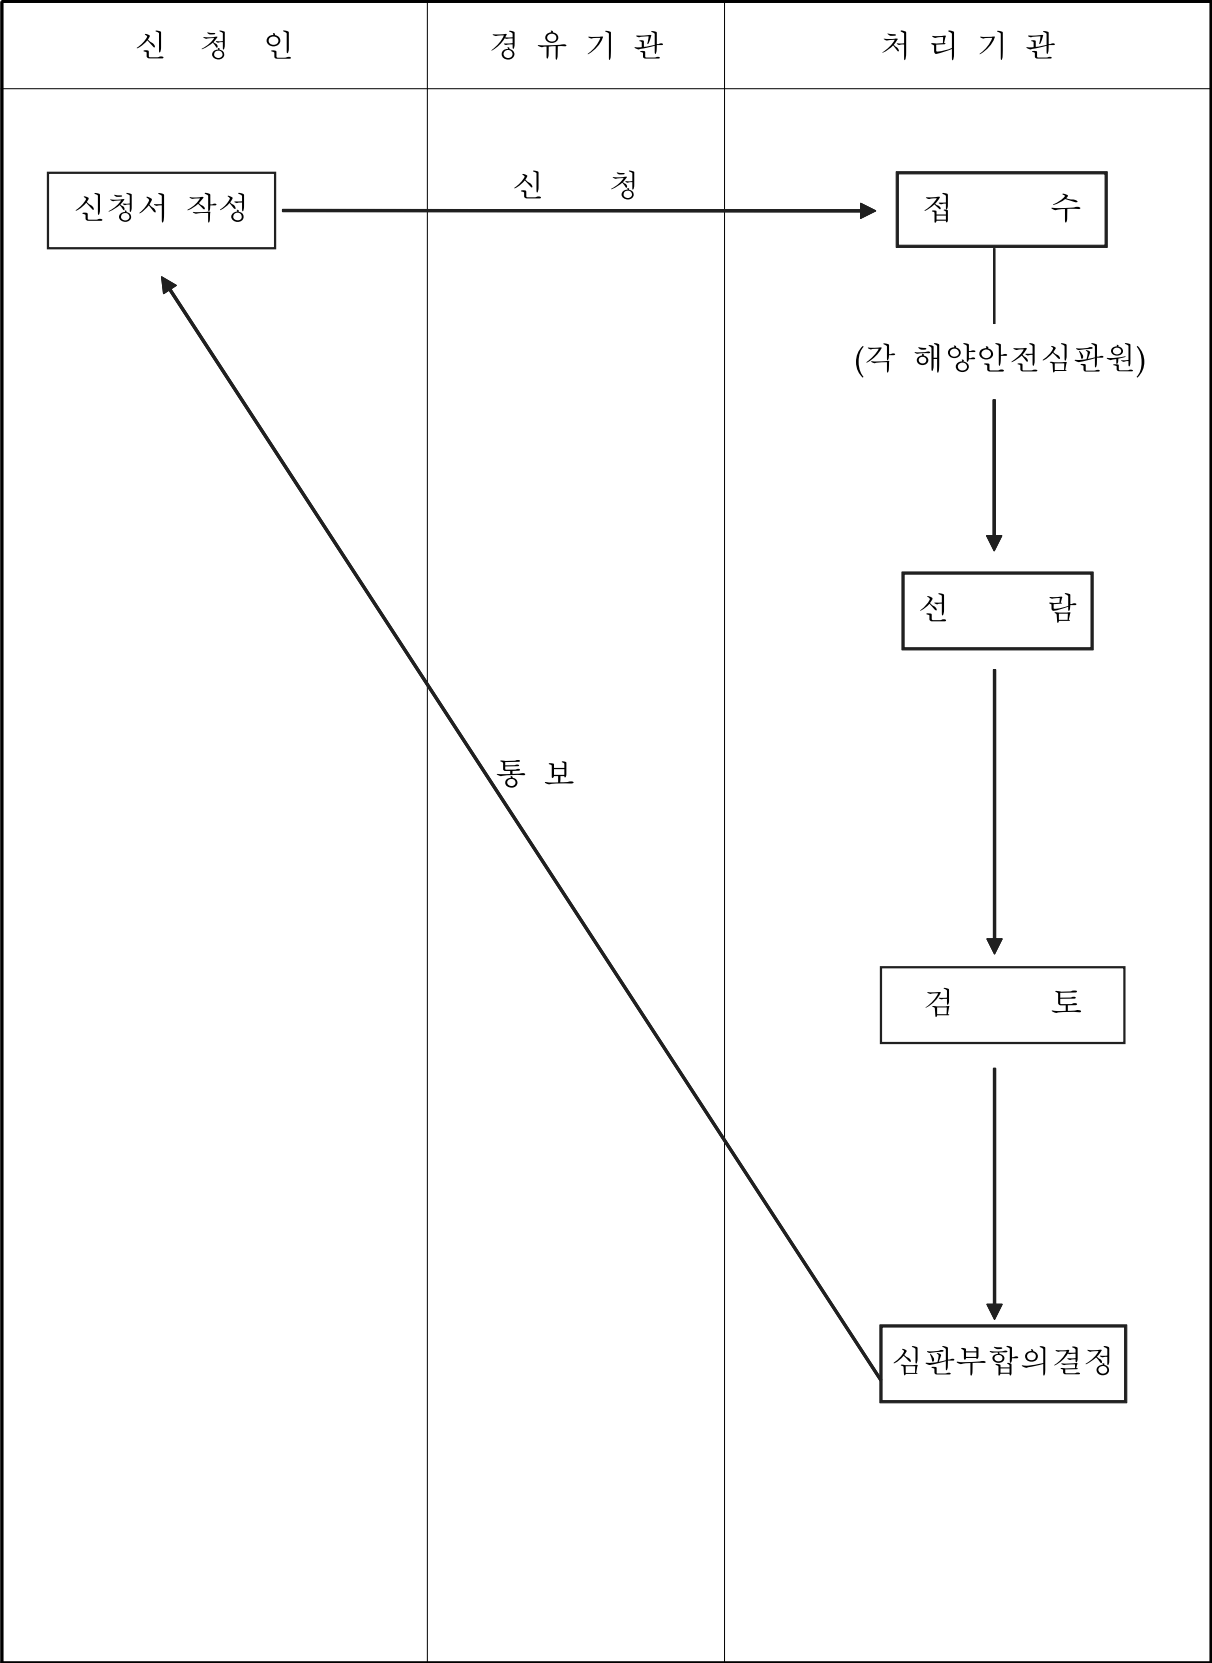 신 청 인 경 유 기 관 처 리 기 관
신청서 작성 신 청 접 수
(각 해양안전심판원)
선 람
통 보
검 토
심판부합의결정